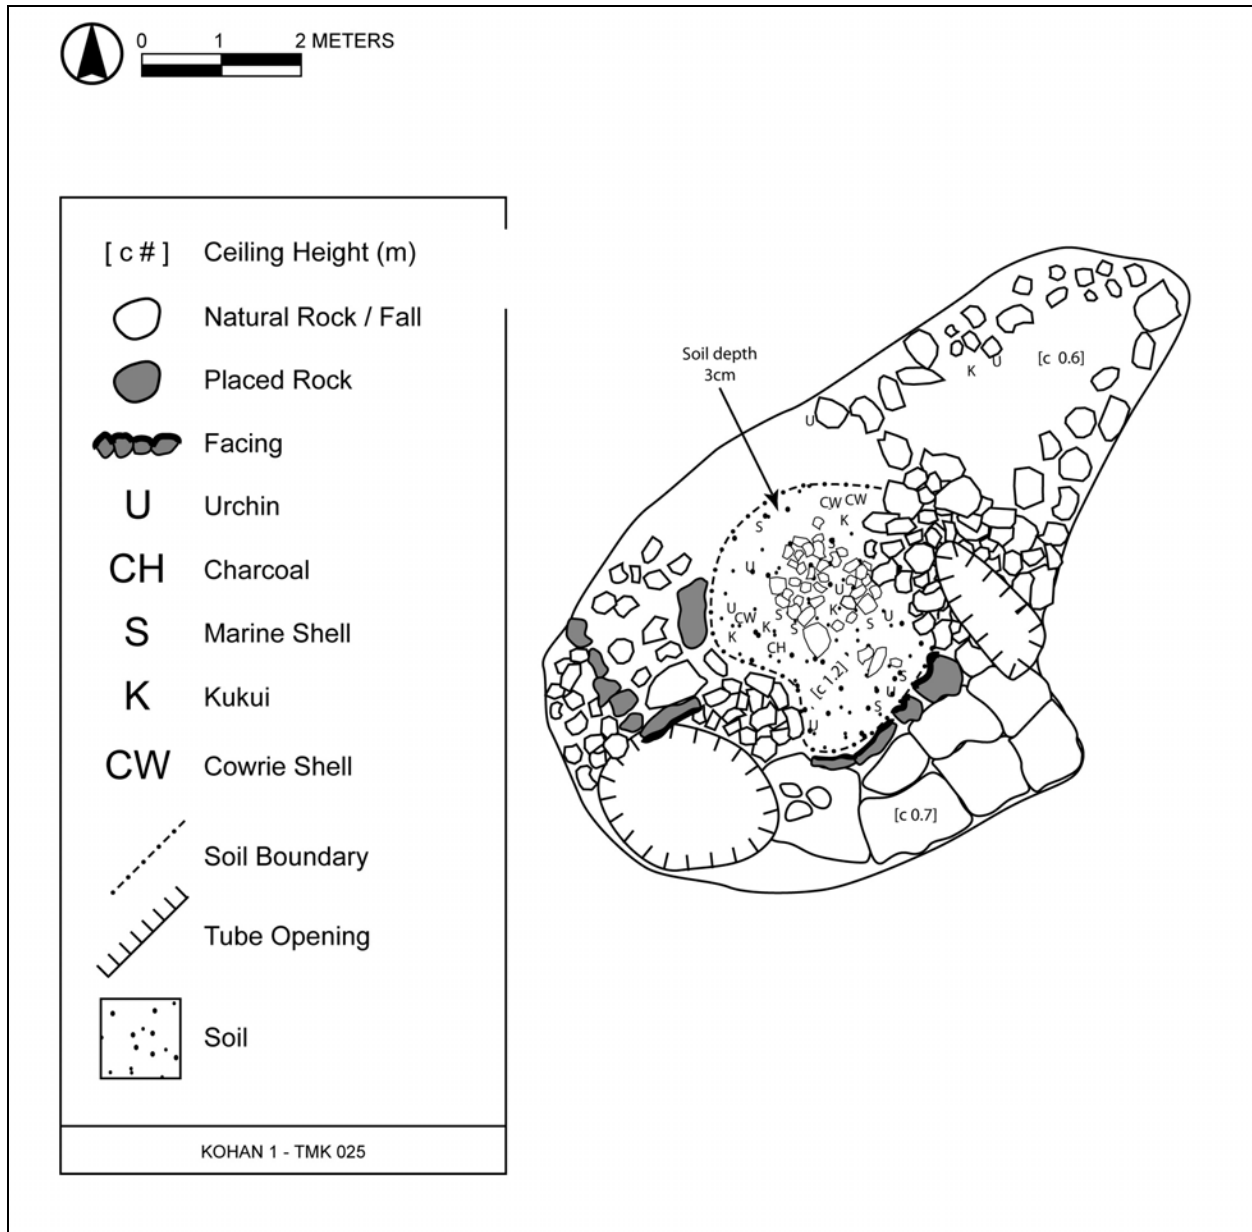 0 1 2 METERS
[ c # ] Ceiling Height (m)
Natural Rock / Fall
Placed Rock
Facing
U Urchin
CH Charcoal
S Marine Shell
K Kukui
CW Cowrie Shell
Soil Boundary
Tube Opening
Soil
KOHAN 1 - TMK 025
Soil depth
3cm
K U [c 0.6]
U
CW CW
S K
S
U U
U CW S K S U
K K S
CH
[c 1.2] S
U
S
U
[c 0.7]